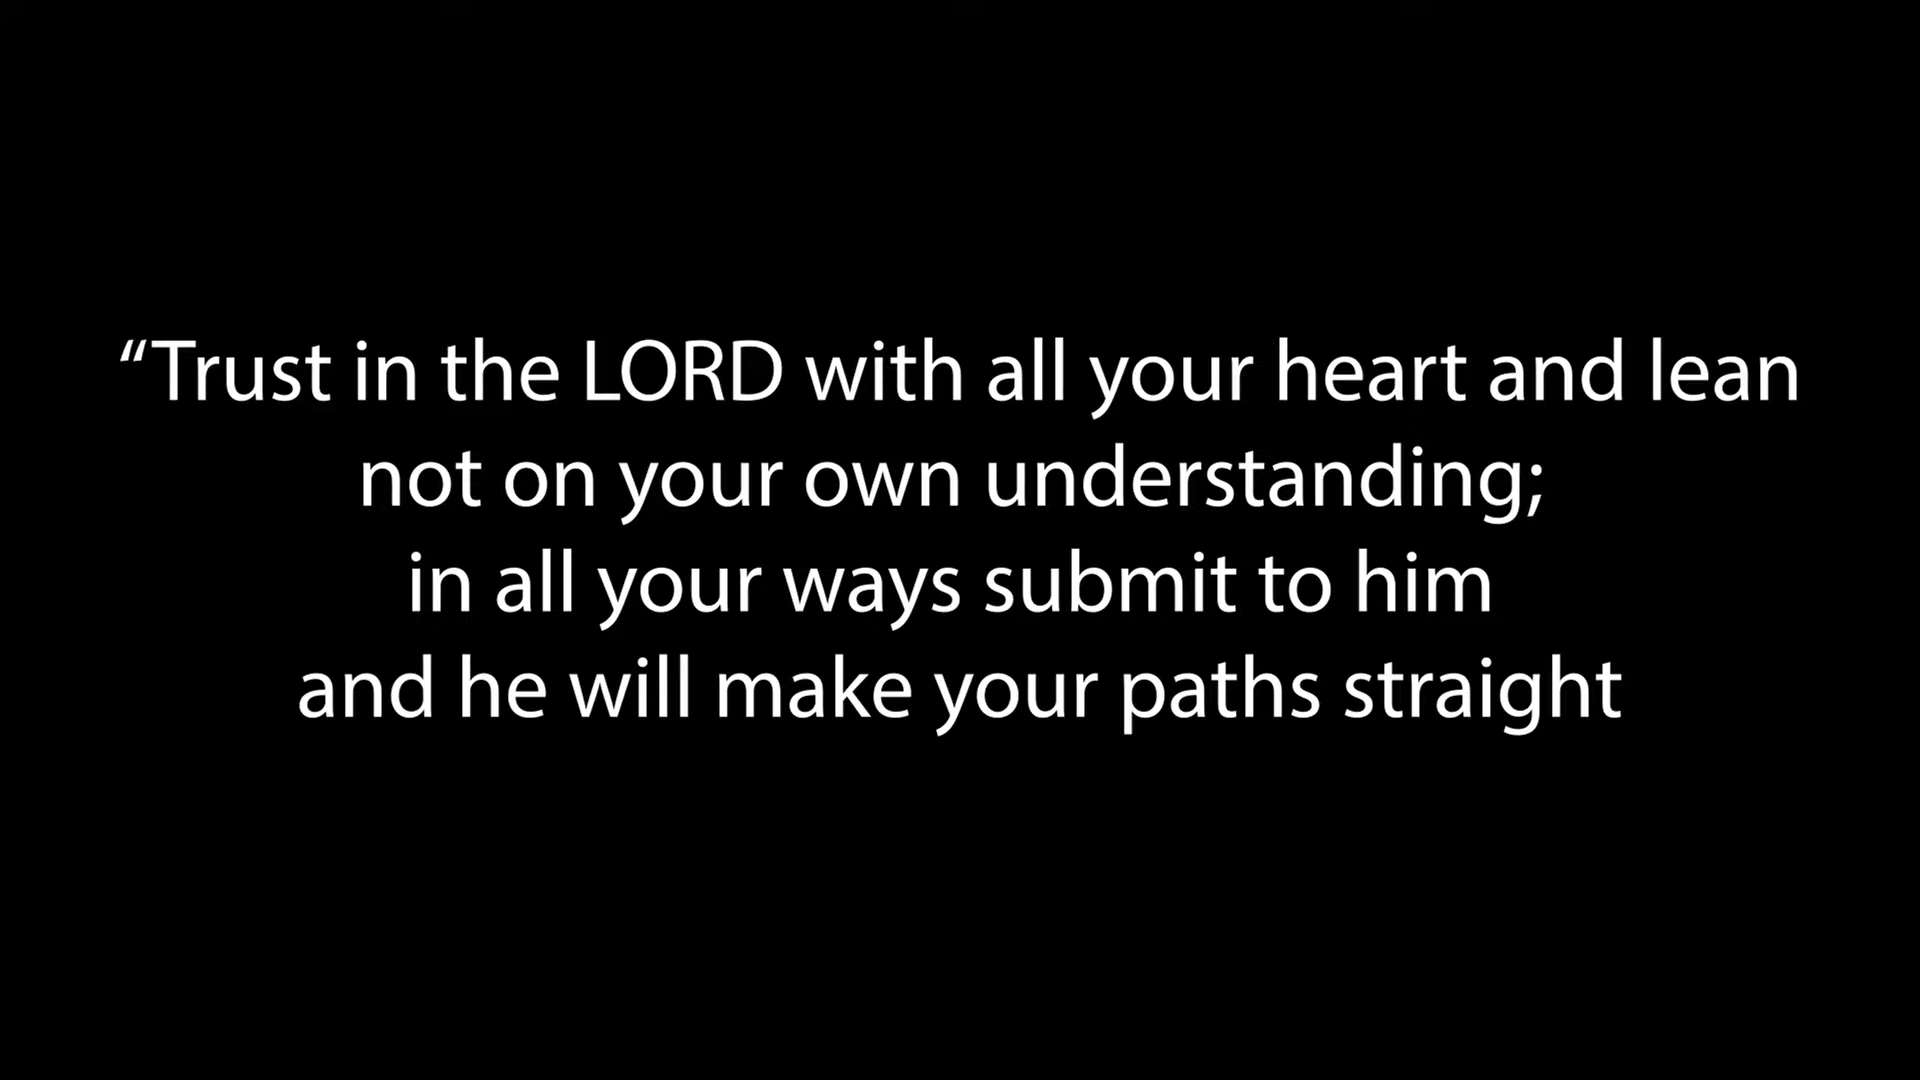 “Trust in the LORD with all your heart and lean
not on your own understanding;
in all your ways submit to him
and he will make your paths straight